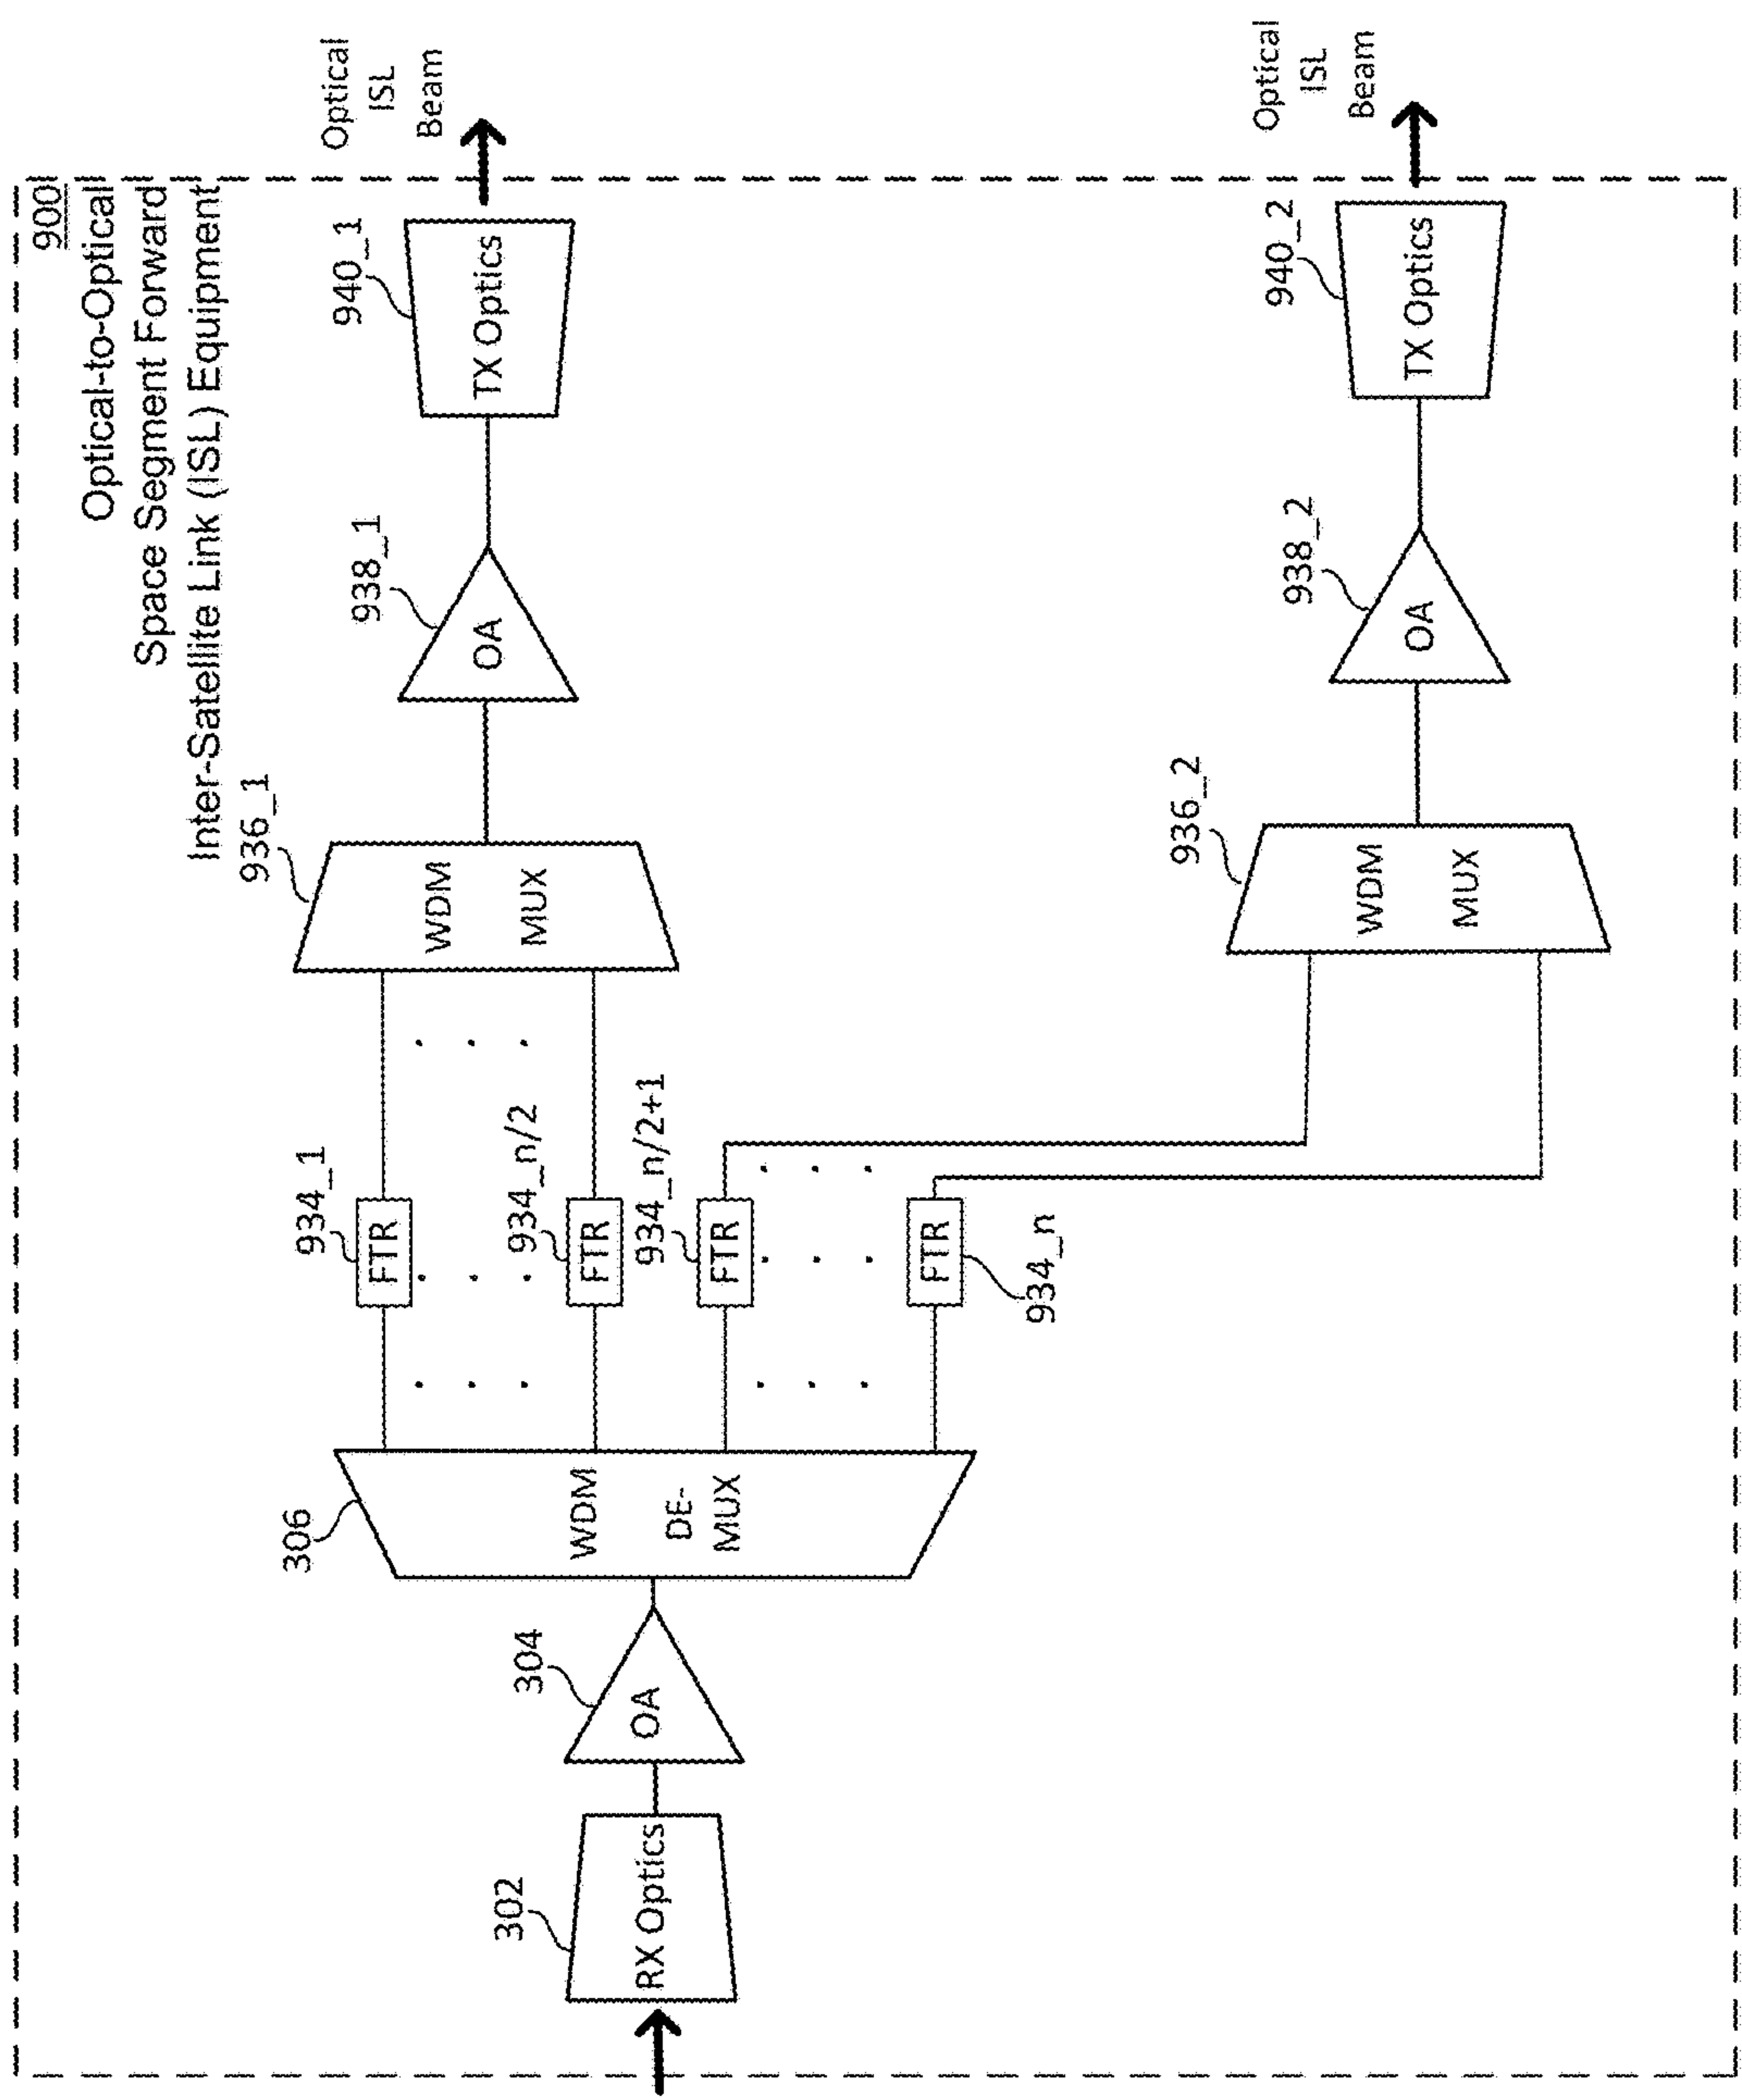 900
Optical-to-Optical
Space Segment Forward
Inter-Satellite Link (ISL) Equipment
302
RX Optics
304
OA
306
WDM
DE-
MUX
934_1
FTR
934_n/2
FTR
934_n/2+1
FTR
934_n
FTR
936_1
WDM
MUX
938_1
OA
940_1
TX Optics
Optical
ISL
Beam
936_2
WDM
MUX
938_2
OA
940_2
TX Optics
Optical
ISL
Beam